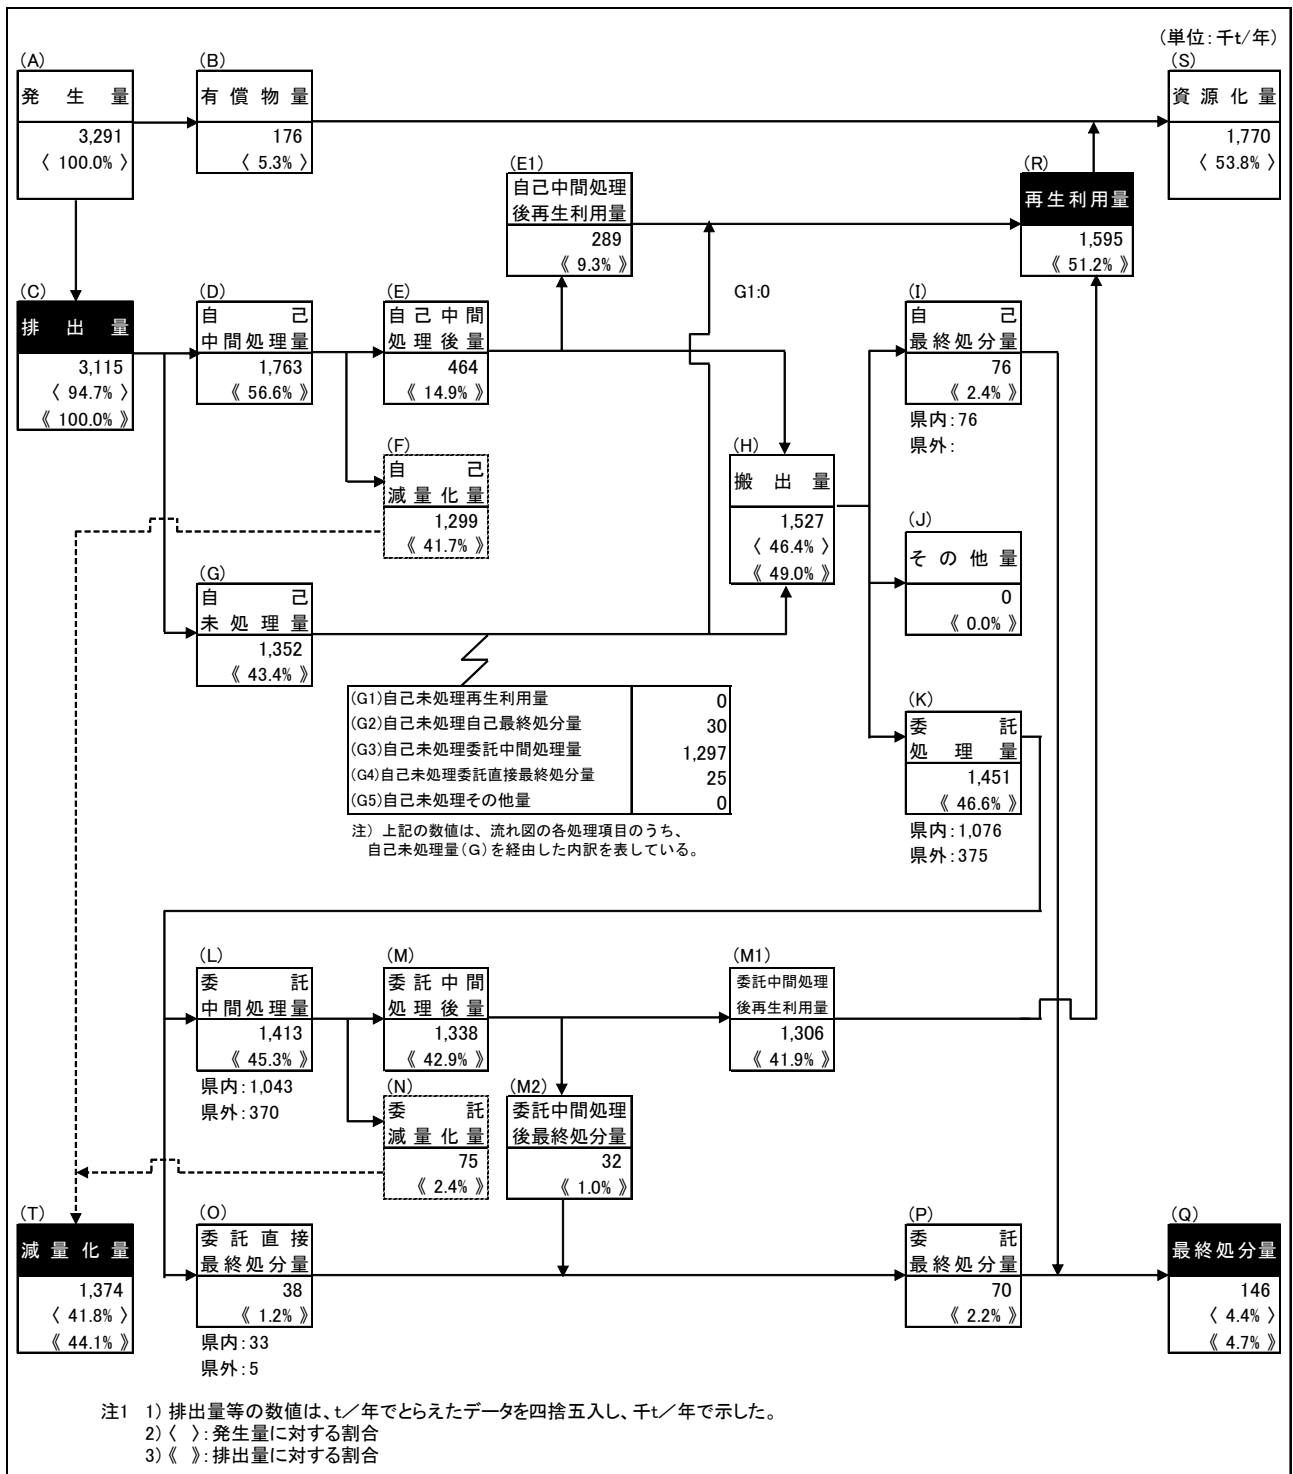 (単位:千t/年)
(A)
発生量
3,291
〈 100.0% 〉
(B)
有償物量
176
〈 5.3% 〉
(S)
資源化量
1,770
〈 53.8% 〉
(E1)
自己中間処理
後再生利用量
289
《 9.3% 》
(R)
再生利用量
1,595
《 51.2% 》
(C)
排出量
3,115
〈 94.7% 〉
《 100.0% 》
(D)
自己
中間処理量
1,763
《 56.6% 》
(E)
自己中間
処理後量
464
《 14.9% 》
G1:0
(I)
自己
最終処分量
76
《 2.4% 》
県内:76
県外:
(F)
自己
減量化量
1,299
《 41.7% 》
(H)
搬出量
1,527
〈 46.4% 〉
《 49.0% 》
(J)
その他量
0
《 0.0% 》
(G)
自己
未処理量
1,352
《 43.4% 》
(G1)自己未処理再生利用量 0
(G2)自己未処理自己最終処分量 30
(G3)自己未処理委託中間処理量 1,297
(G4)自己未処理委託直接最終処分量 25
(G5)自己未処理その他量 0
注) 上記の数値は、流れ図の各処理項目のうち、
自己未処理量(G)を経由した内訳を表している。
(K)
委託
処理量
1,451
《 46.6% 》
県内:1,076
県外:375
(L)
委託
中間処理量
1,413
《 45.3% 》
県内:1,043
県外:370
(M)
委託中間
処理後量
1,338
《 42.9% 》
(M1)
委託中間処理
後再生利用量
1,306
《 41.9% 》
(N)
委託
減量化量
75
《 2.4% 》
(M2)
委託中間処理
後最終処分量
32
《 1.0% 》
(T)
減量化量
1,374
〈 41.8% 〉
《 44.1% 》
(O)
委託直接
最終処分量
38
《 1.2% 》
県内:33
県外:5
(P)
委託
最終処分量
70
《 2.2% 》
(Q)
最終処分量
146
〈 4.4% 〉
《 4.7% 》
注1 1) 排出量等の数値は、t/年でとらえたデータを四捨五入し、千t/年で示した。
2)〈 〉:発生量に対する割合
3)《 》:排出量に対する割合